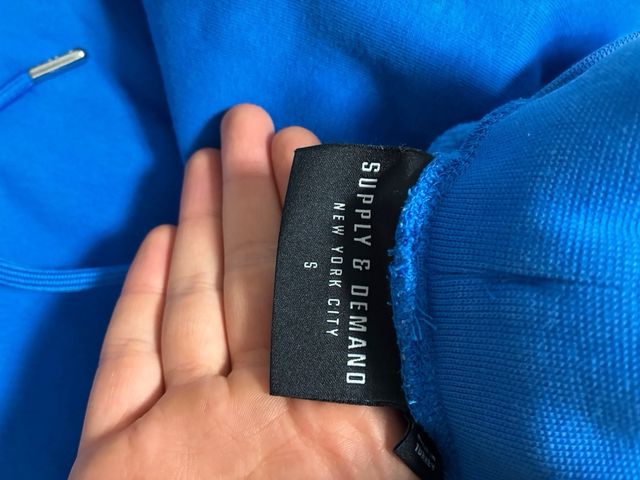 SUPPLY & DEMAND
NEW YORK CITY
S